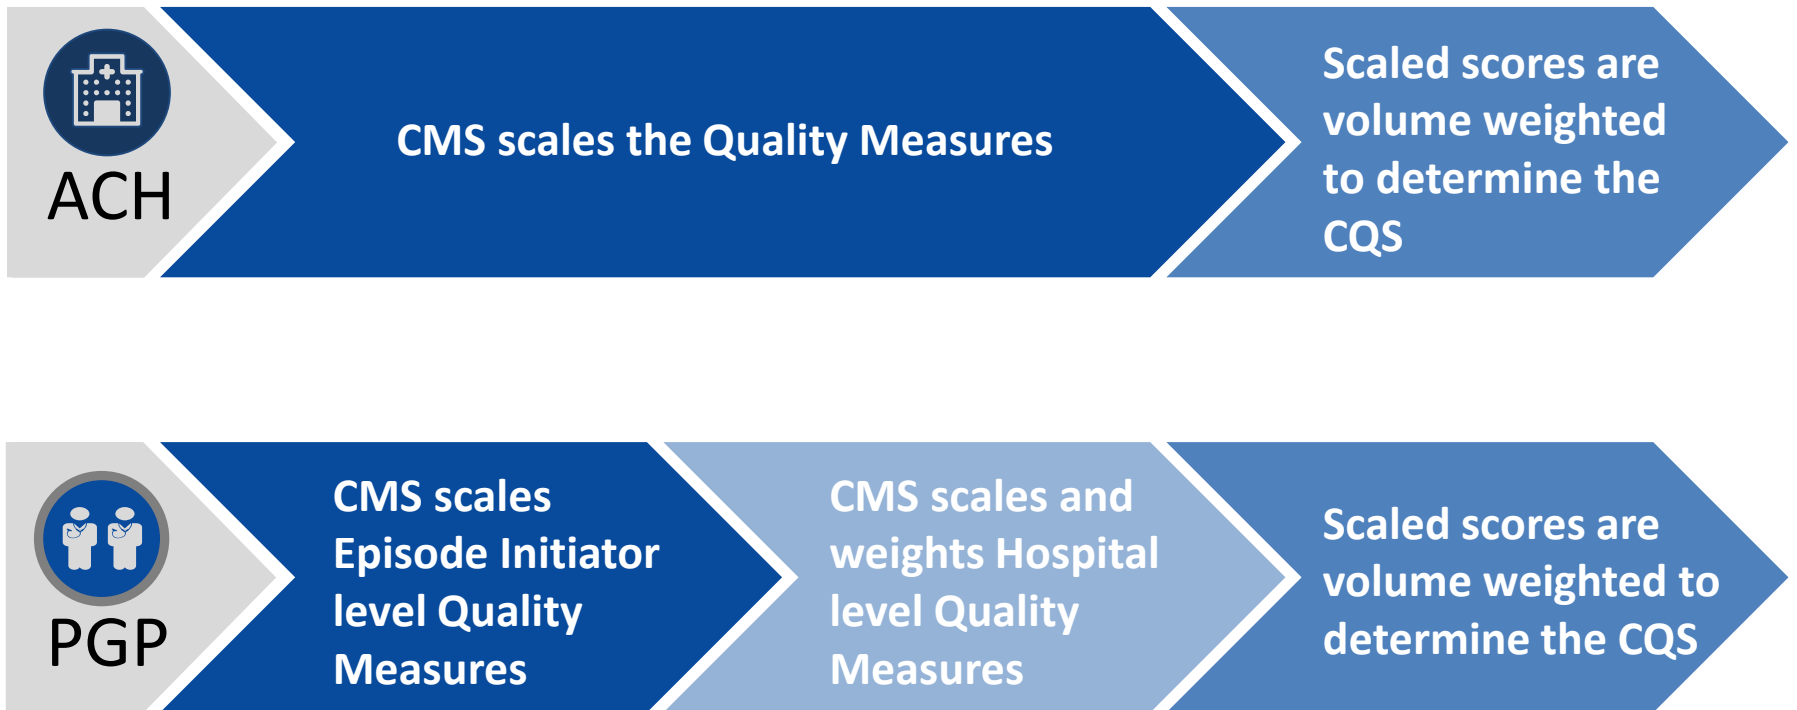 ACH
CMS scales the Quality Measures
Scaled scores are
volume weighted
to determine the
CQS
PGP
CMS scales
Episode Initiator
level Quality
Measures
CMS scales and
weights Hospital
level Quality
Measures
Scaled scores are
volume weighted to
determine the CQS